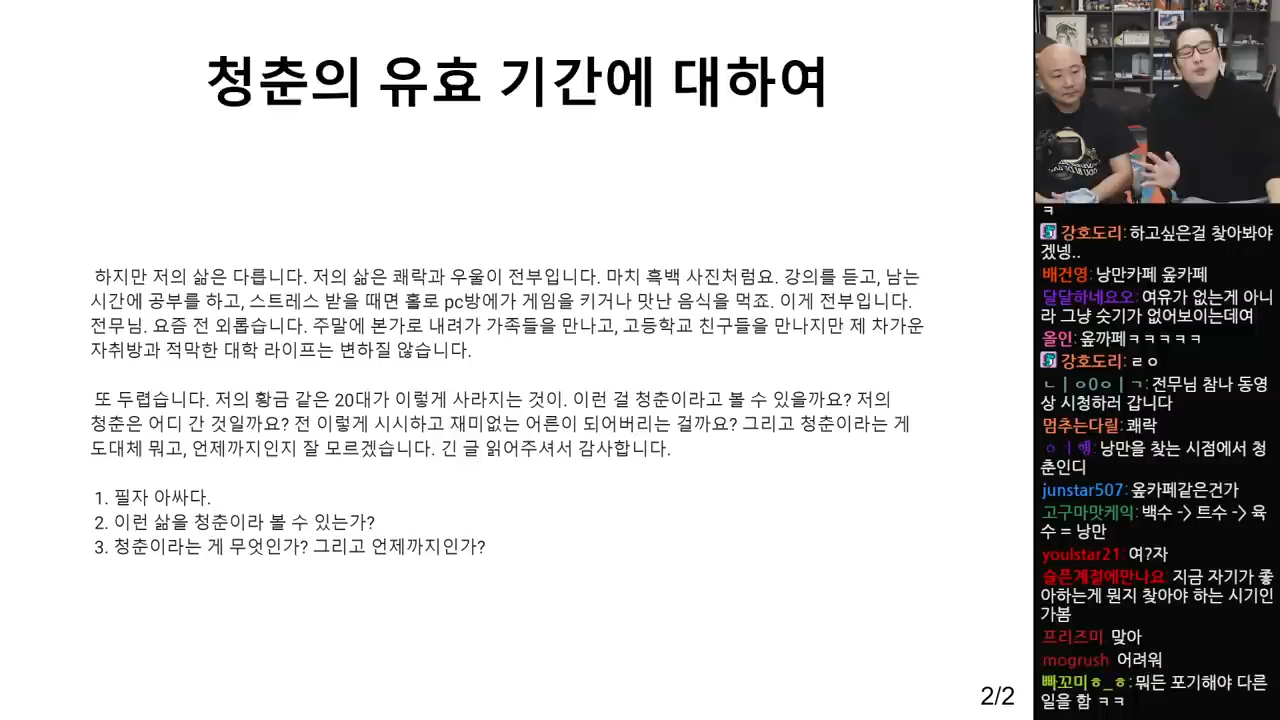 청춘의 유효 기간에 대하여
하지만 저의 삶은 다릅니다. 저의 삶은 쾌락과 우울이 전부입니다. 마치 흑백 사진처럼요. 강의를 듣고, 남는
시간에 공부를 하고, 스트레스 받을 때면 홀로 pc방에가 게임을 키거나 맛난 음식을 먹죠. 이게 전부입니다.
전무님. 요즘 전 외롭습니다. 주말에 본가로 내려가 가족들을 만나고, 고등학교 친구들을 만나지만 제 차가운
자취방과 적막한 대학 라이프는 변하질 않습니다.
또 두렵습니다. 저의 황금 같은 20대가 이렇게 사라지는 것이. 이런 걸 청춘이라고 볼 수 있을까요? 저의
청춘은 어디 간 것일까요? 전 이렇게 시시하고 재미없는 어른이 되어버리는 걸까요? 그리고 청춘이라는 게
도대체 뭐고, 언제까지인지 잘 모르겠습니다. 긴 글 읽어주셔서 감사합니다.
1. 필자 아싸다.
2. 이런 삶을 청춘이라 볼 수 있는가?
3. 청춘이라는 게 무엇인가? 그리고 언제까지인가?
2/2
ㅋ
강호도리: 하고싶은걸 찾아봐야
겠넹..
배건영: 낭만카페 옾카페
달달하네요오: 여유가 없는게 아니
라 그냥 숫기가 없어보이는데여
올인: 옾까페ㅋㅋㅋㅋㅋ
강호도리: ㄹㅇ
ㄴㅣㅇ0ㅇㅣㄱ: 전무님 참나 동영
상 시청하러 갑니다
멈추는다릴: 쾌락
ㅇㅣ헹: 낭만을 찾는 시점에서 청
춘인디
junstar507: 옾카페같은건가
고구마맛케익: 백수 -> 트수 -> 육
수 = 낭만
youlstar21: 여?자
슬픈계절에만나요: 지금 자기가 좋
아하는게 뭔지 찾아야 하는 시기인
가봄
프리즈미: 맞아
mogrush: 어려워
빠꼬미ㅎ_ㅎ: 뭐든 포기해야 다른
일을 함 ㅋㅋ